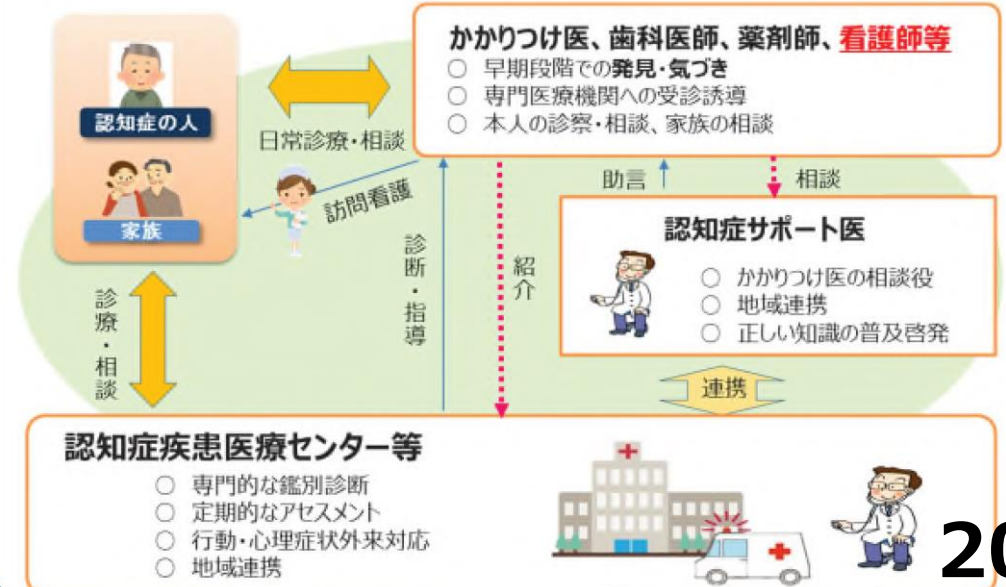 かかりつけ医、歯科医師、薬剤師、看護師等
○ 早期段階での発見・気づき
○ 専門医療機関への受診誘導
○ 本人の診察・相談、家族の相談
認知症の人
家族
日常診療・相談
訪問看護
診断・指導
紹介
助言
相談
認知症サポート医
○ かかりつけ医の相談役
○ 地域連携
○ 正しい知識の普及啓発
診療・相談
連携
認知症疾患医療センター等
○ 専門的な鑑別診断
○ 定期的なアセスメント
○ 行動・心理症状外来対応
○ 地域連携
20